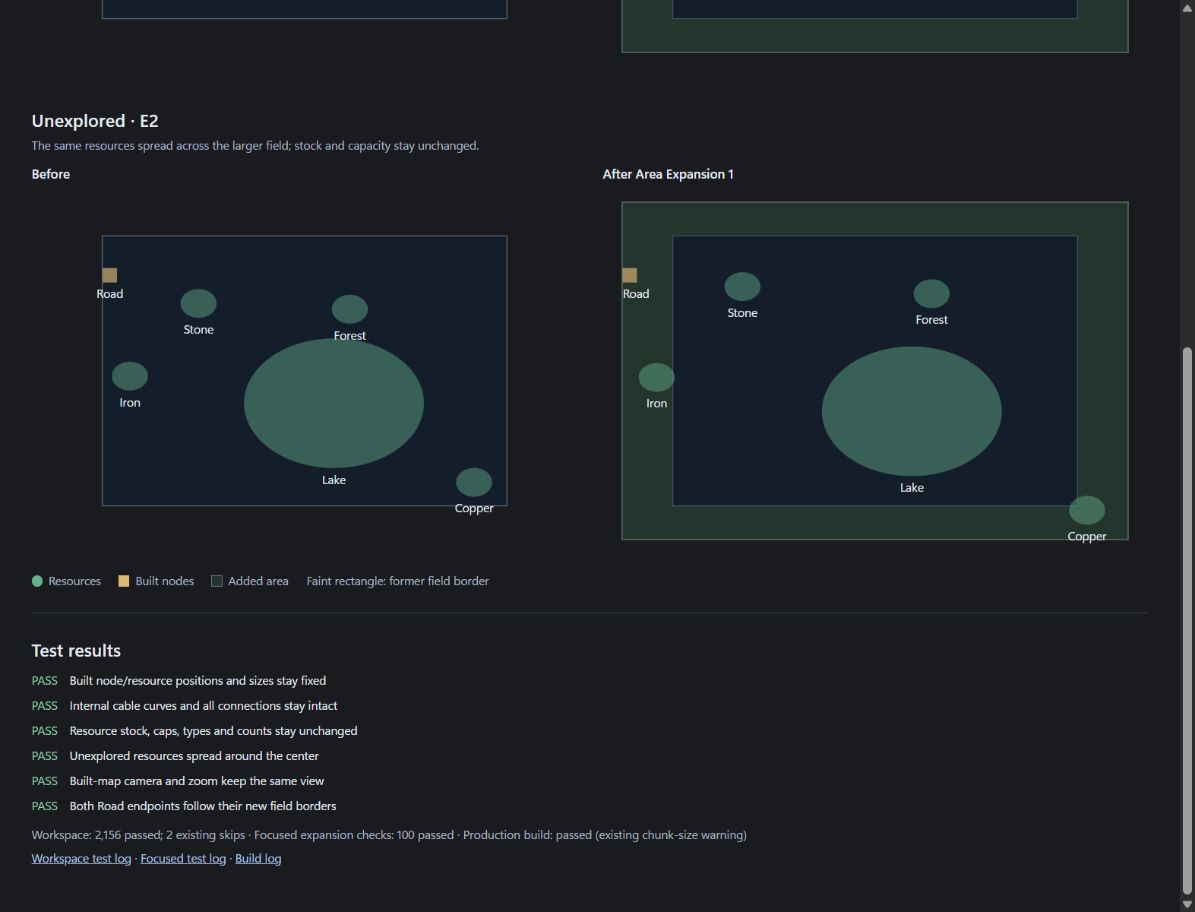 Unexplored · E2
The same resources spread across the larger field; stock and capacity stay unchanged.
Before
After Area Expansion 1
Road
Stone
Forest
Iron
Lake
Copper
Road
Stone
Forest
Iron
Lake
Copper
Resources Built nodes Added area Faint rectangle: former field border
Test results
PASS Built node/resource positions and sizes stay fixed
PASS Internal cable curves and all connections stay intact
PASS Resource stock, caps, types and counts stay unchanged
PASS Unexplored resources spread around the center
PASS Built-map camera and zoom keep the same view
PASS Both Road endpoints follow their new field borders
Workspace: 2,156 passed; 2 existing skips · Focused expansion checks: 100 passed · Production build: passed (existing chunk-size warning)
Workspace test log · Focused test log · Build log